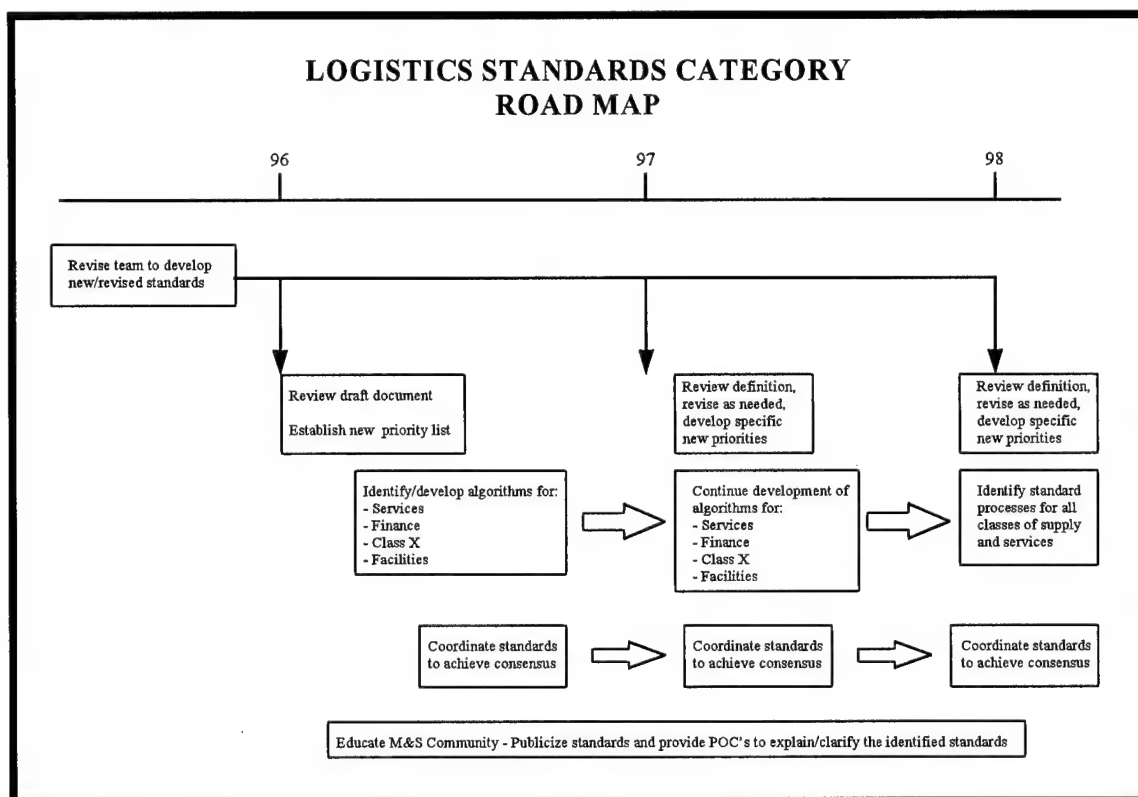 LOGISTICS STANDARDS CATEGORY
ROAD MAP
96
97
98
Revise team to develop
new/revised standards
Review draft document
Establish new priority list
Review definition,
revise as needed,
develop specific
new priorities
Review definition,
revise as needed,
develop specific
new priorities
Identify/develop algorithms for:
- Services
- Finance
- Class X
- Facilities
Continue development of
algorithms for:
- Services
- Finance
- Class X
- Facilities
Identify standard
processes for all
classes of supply
and services
Coordinate standards
to achieve consensus
Coordinate standards
to achieve consensus
Coordinate standards
to achieve consensus
Educate M&S Community - Publicize standards and provide POC's to explain/clarify the identified standards